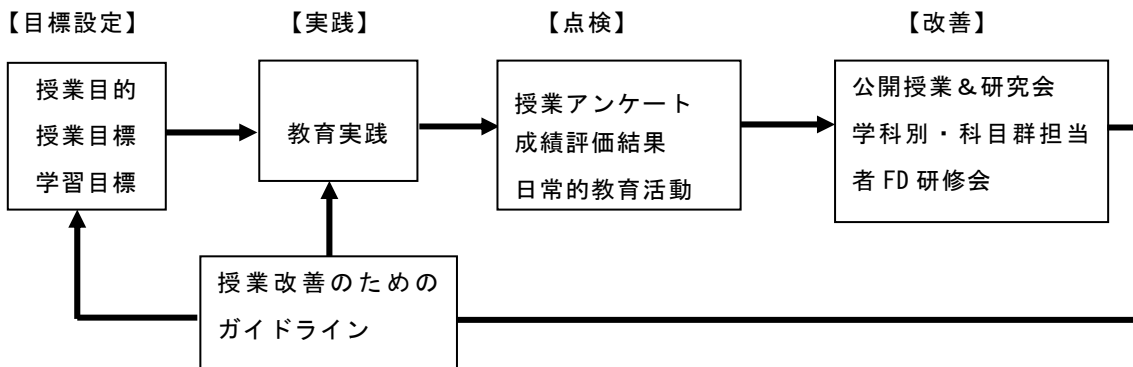 【目標設定】
【実践】
【点検】
【改善】
授業目的
授業目標
学習目標
教育実践
授業アンケート
成績評価結果
日常的教育活動
公開授業＆研究会
学科別・科目群担当
者 FD 研修会
授業改善のための
ガイドライン